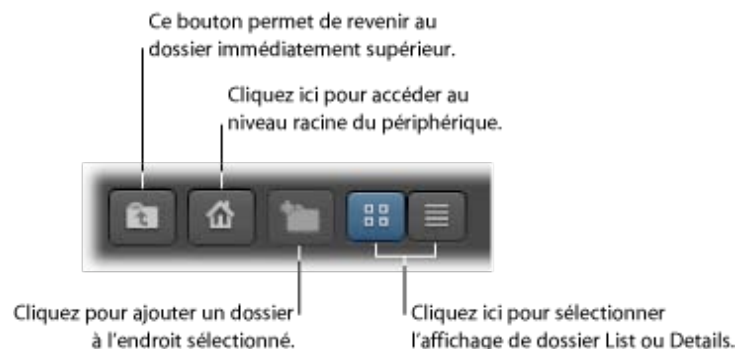 Ce bouton permet de revenir au
dossier immédiatement supérieur.
Cliquez ici pour accéder au
niveau racine du périphérique.
Cliquez pour ajouter un dossier
à l'endroit sélectionné.
Cliquez ici pour sélectionner
l'affichage de dossier List ou Details.